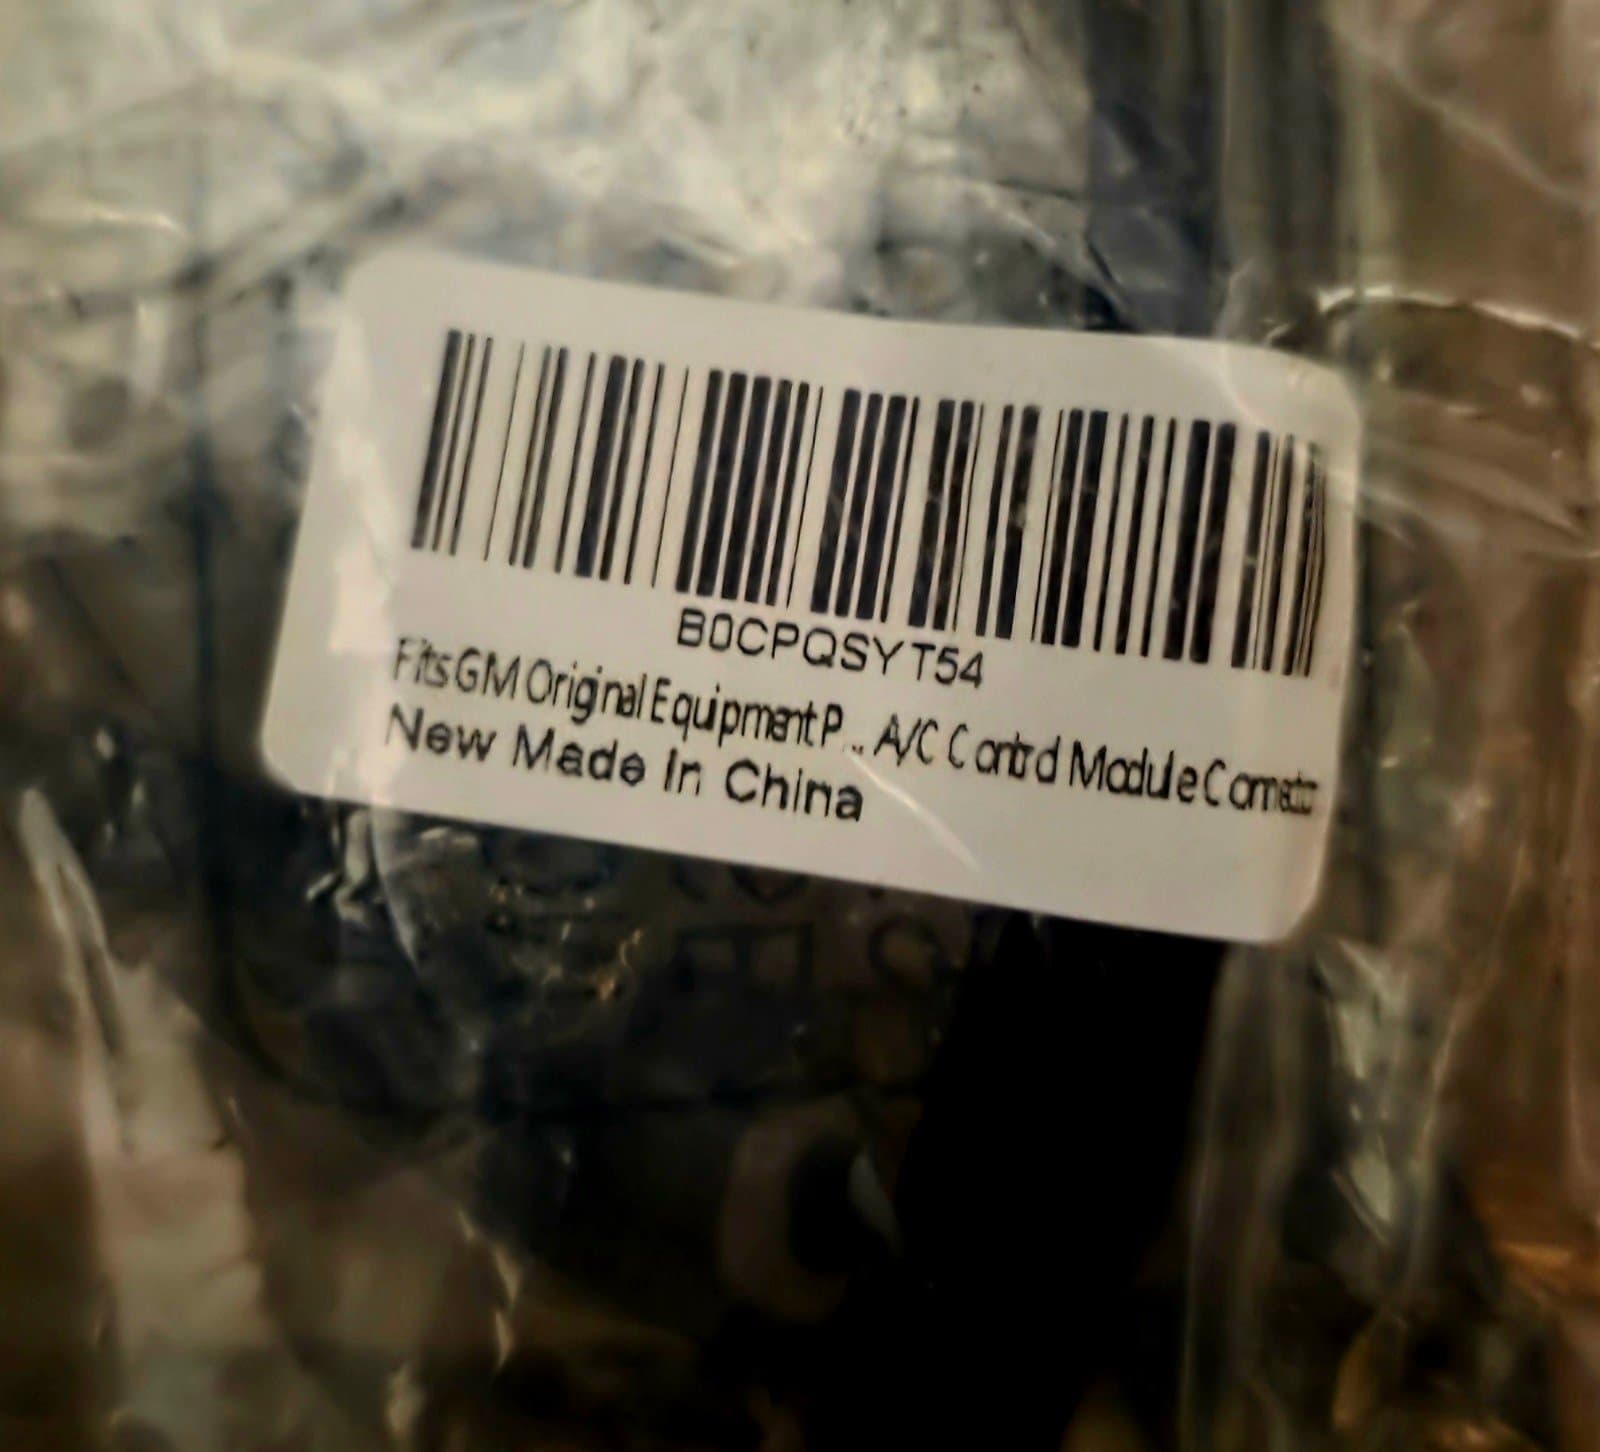 B0CPQSYT54
Fits GM Original Equipment P... A/C Control Module Connector
New Made In China